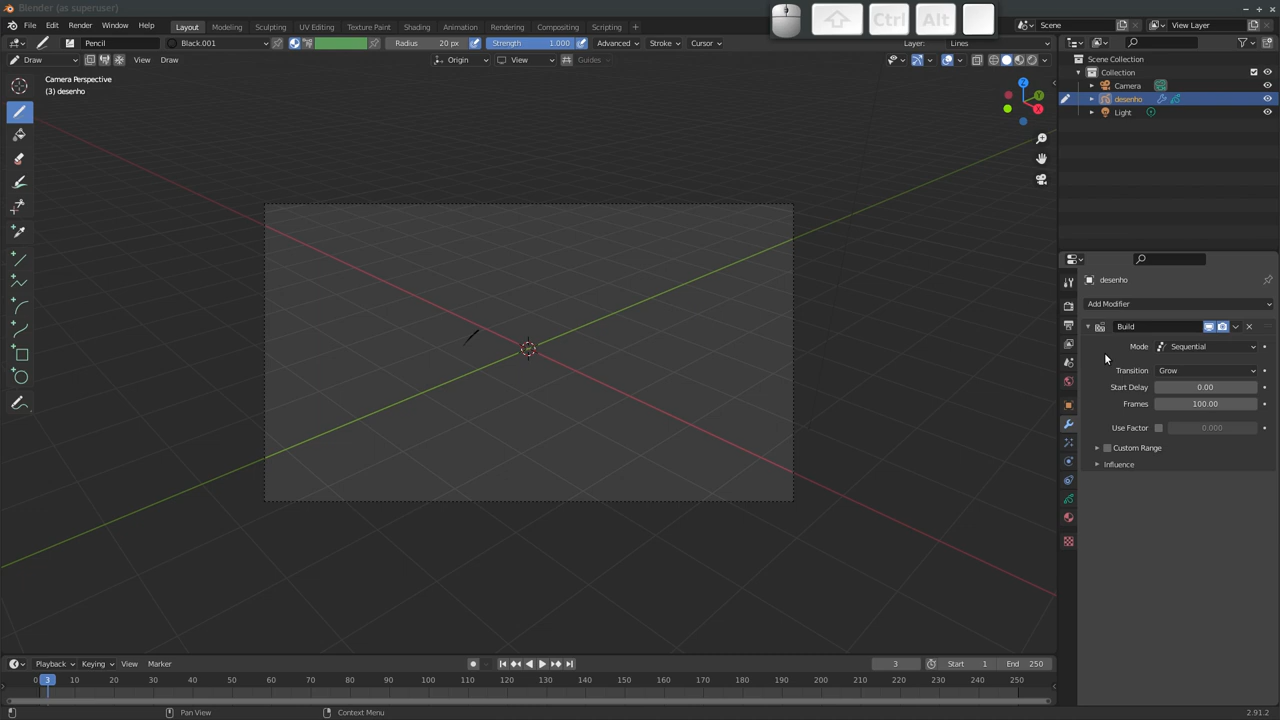 Blender (as superuser)
File Edit Render Window Help Layout Modeling Sculpting UV Editing Texture Paint Shading Animation Rendering Compositing Scripting
Ctrl Alt
Scene View Layer
Pencil Black.001 Radius 20 px Strength 1.000 Advanced Stroke Cursor Layer: Lines
Draw View Draw Origin View Guides
Camera Perspective
(3) desenho
Z
Y
X
Scene Collection
Collection
Camera
desenho
Light
desenho
Add Modifier
Build
Mode Sequential
Transition Grow
Start Delay 0.00
Frames 100.00
Use Factor 0.000
Custom Range
Influence
Playback Keying View Marker 3 Start 1 End 250
0 3 10 20 30 40 50 60 70 80 90 100 110 120 130 140 150 160 170 180 190 200 210 220 230 240 250
Pan View Context Menu 2.91.2